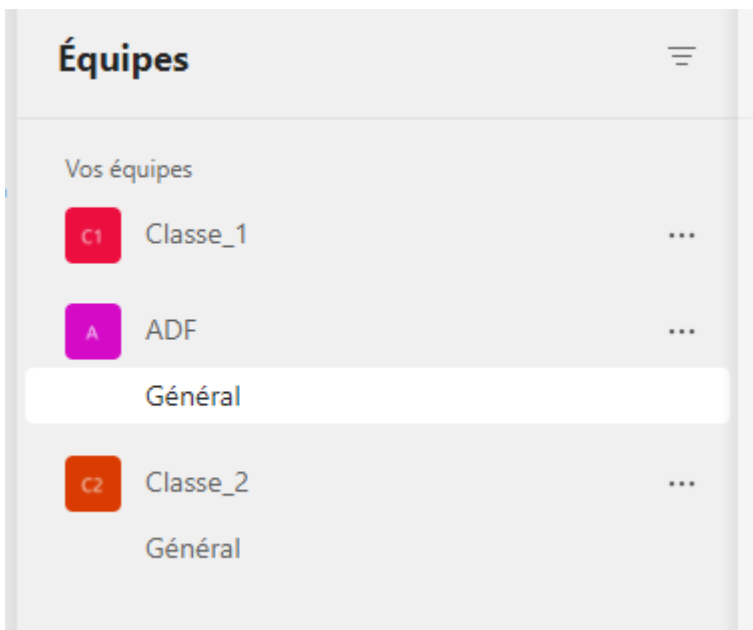 Équipes
Vos équipes
C1 Classe_1 ...
A ADF ...
Général
C2 Classe_2 ...
Général